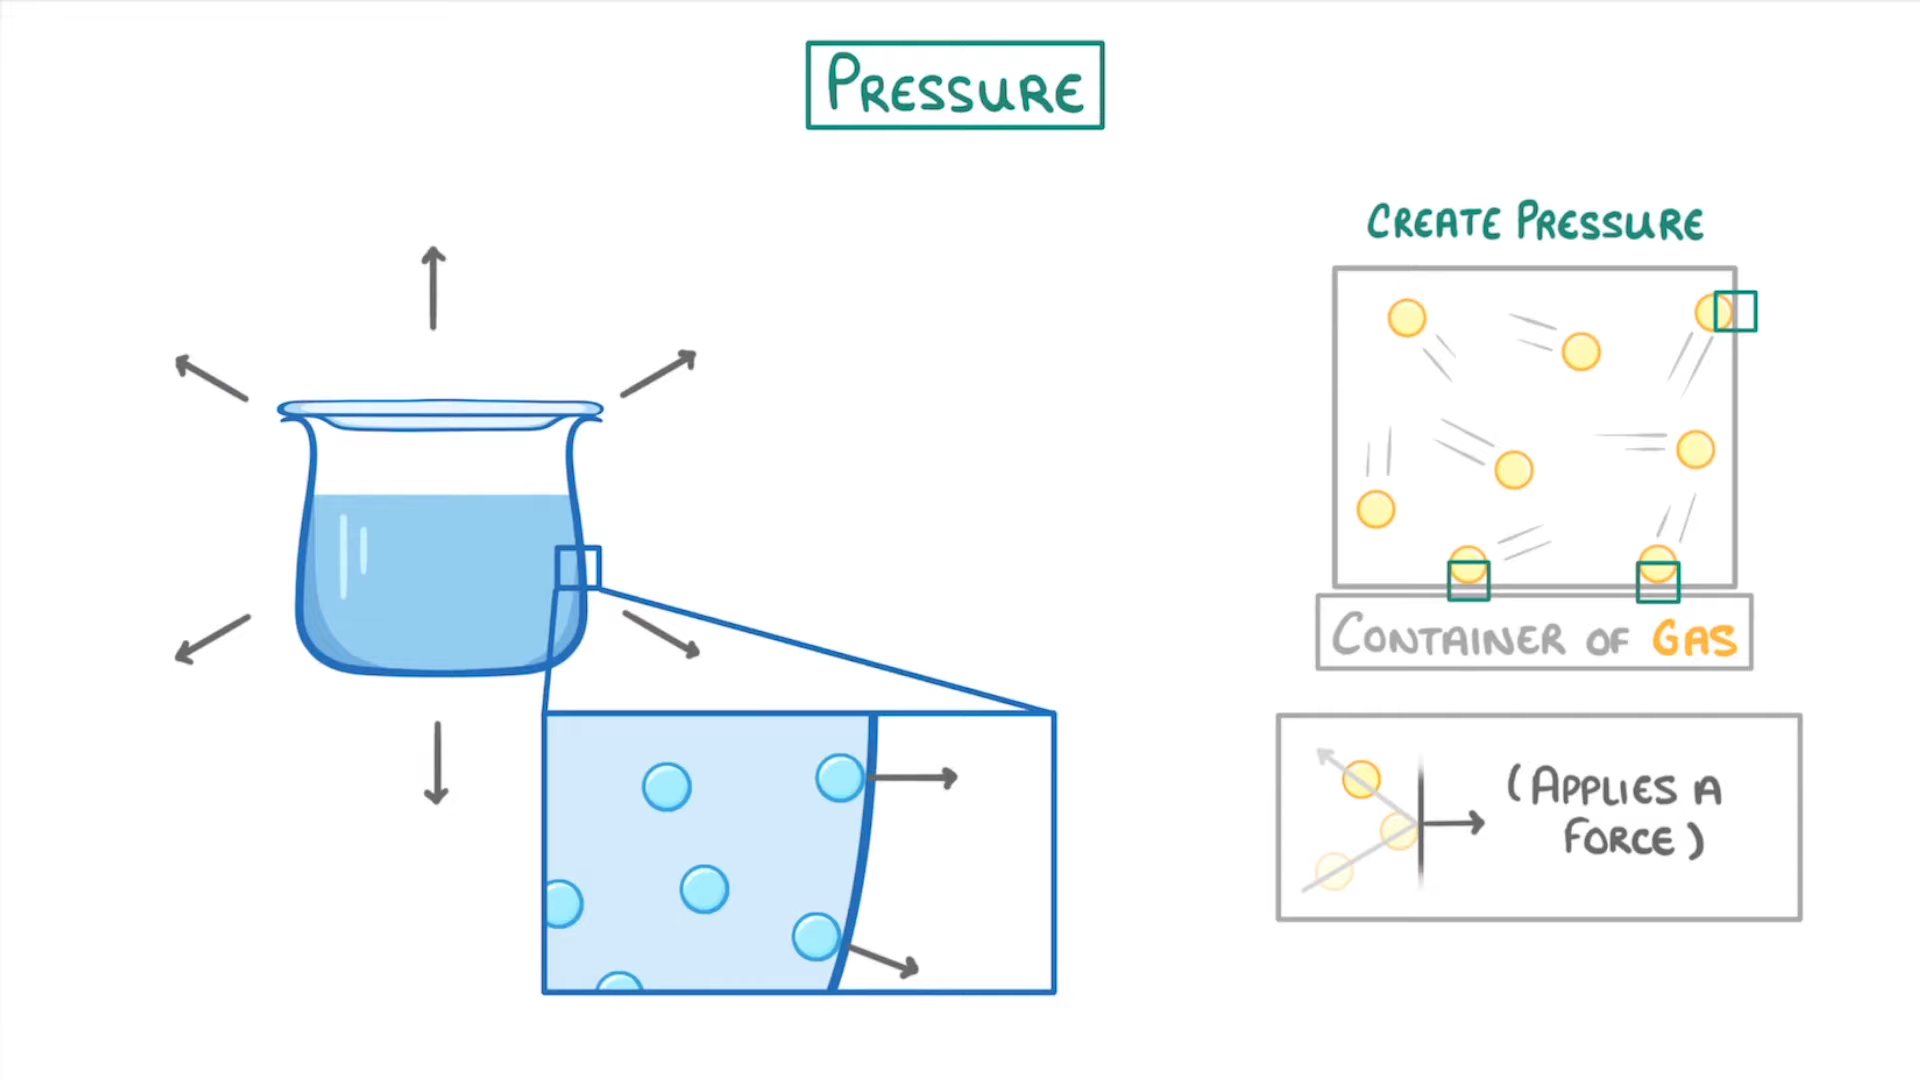 PRESSURE
CREATE PRESSURE
CONTAINER OF GAS
(APPLIES A
FORCE)